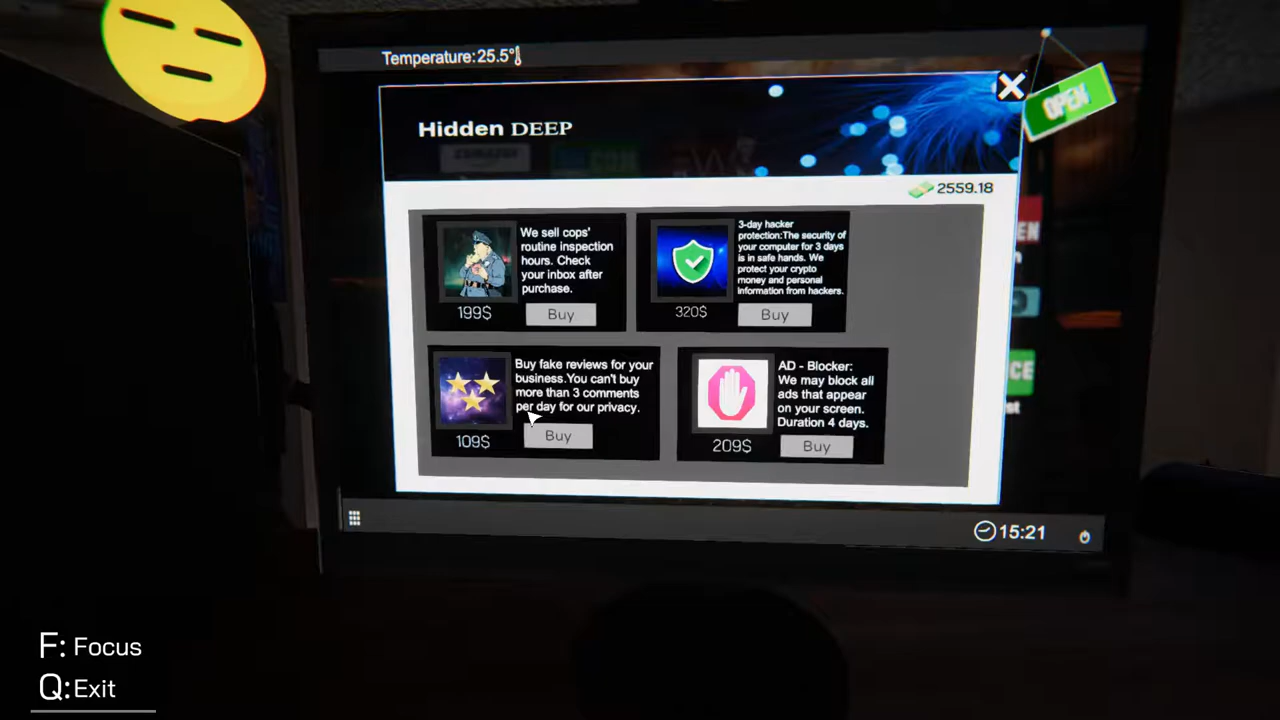 Temperature: 25.5°
OPEN
Hidden DEEP
2559.18
We sell cops'
routine inspection
hours. Check
your inbox after
purchase.
199$
Buy
3-day hacker
protection:The security of
your computer for 3 days
is in safe hands. We
protect your crypto
money and personal
information from hackers.
320$
Buy
Buy fake reviews for your
business.You can't buy
more than 3 comments
per day for our privacy.
109$
Buy
AD - Blocker:
We may block all
ads that appear
on your screen.
Duration 4 days.
209$
Buy
15:21
F: Focus
Q:Exit